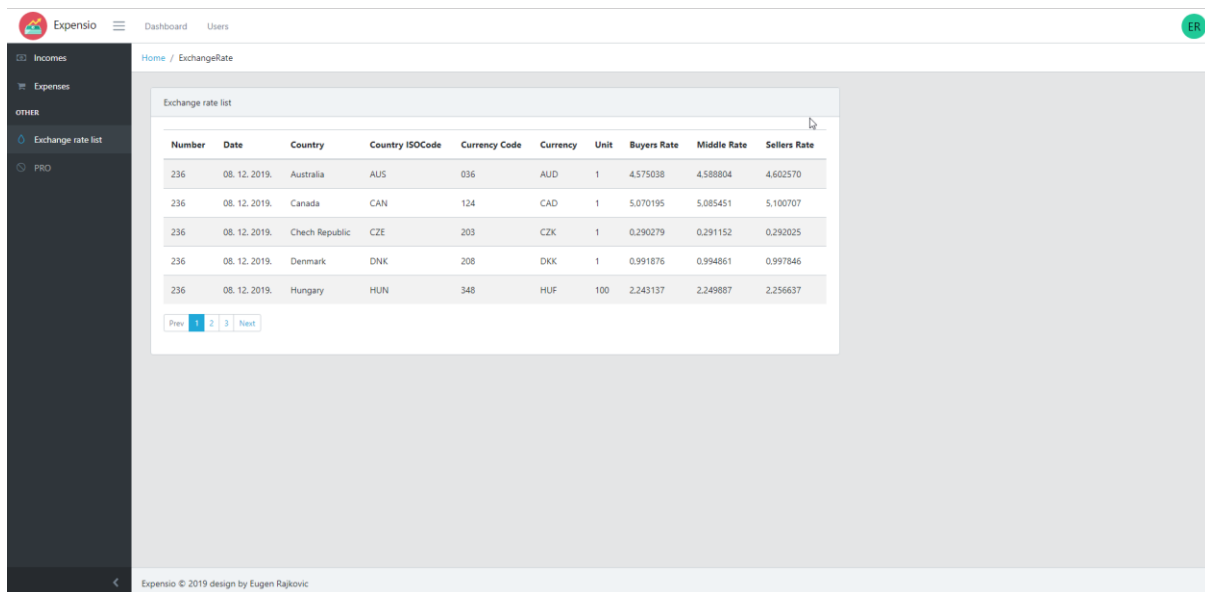 Expensio Dashboard Users ER
Incomes
Home / ExchangeRate
Expenses
OTHER
Exchange rate list
PRO
Exchange rate list
Number Date Country Country ISOCode Currency Code Currency Unit Buyers Rate Middle Rate Sellers Rate
236 08. 12. 2019. Australia AUS 036 AUD 1 4,575038 4,588804 4,602570
236 08. 12. 2019. Canada CAN 124 CAD 1 5,070195 5,085451 5,100707
236 08. 12. 2019. Chech Republic CZE 203 CZK 1 0,290279 0,291152 0,292025
236 08. 12. 2019. Denmark DNK 208 DKK 1 0,991876 0,994861 0,997846
236 08. 12. 2019. Hungary HUN 348 HUF 100 2,243137 2,249887 2,256637
Prev 1 2 3 Next
Expensio © 2019 design by Eugen Rajkovic